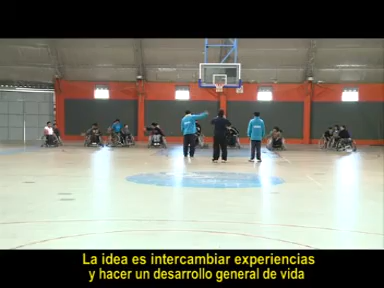 La idea es intercambiar experiencias
y hacer un desarrollo general de vida